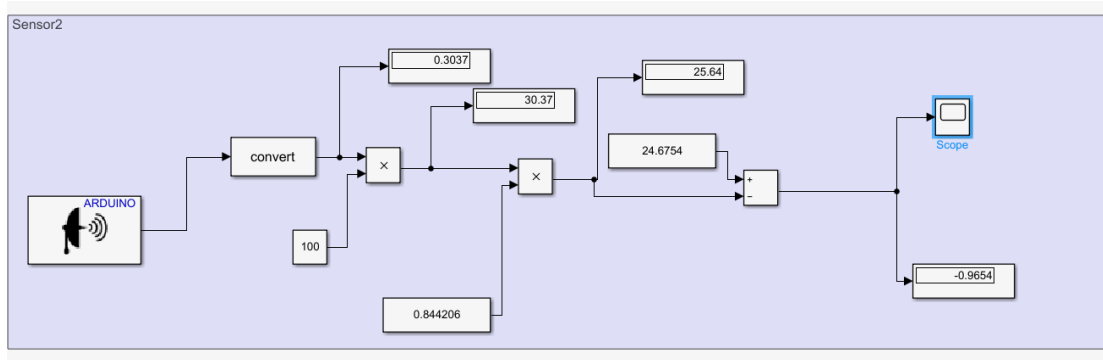 Sensor2
0.3037
30.37
25.64
convert
×
24.6754
+
−
Scope
×
ARDUINO
100
-0.9654
0.844206